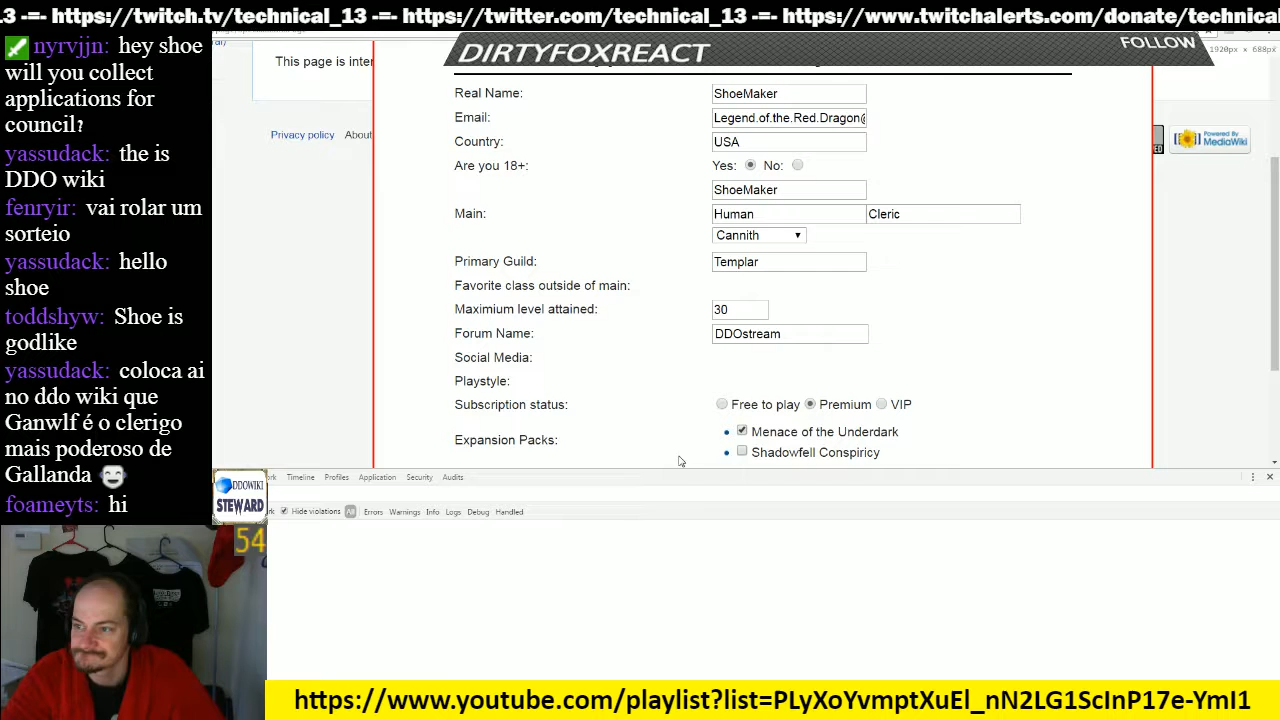 13 -=- https://twitch.tv/technical_13 -=- https://twitter.com/technical_13 -=- https://www.twitchalerts.com/donate/technical
nyrvjjn: hey shoe
will you collect
applications for
council?
yassudack: the is
DDO wiki
fenryir: vai rolar um
sorteio
yassudack: hello
shoe
toddshyw: Shoe is
godlike
yassudack: coloca ai
no ddo wiki que
Ganwlf é o clerigo
mais poderoso de
Gallanda
foameyts: hi
DIRTYFOXREACT
FOLLOW
1920px × 688px
This page is inter
Privacy policy About
Powered By
MediaWiki
Real Name: ShoeMaker
Email: Legend.of.the.Red.Dragon@
Country: USA
Are you 18+: Yes: No:
ShoeMaker
Main: Human Cleric
Cannith
Primary Guild: Templar
Favorite class outside of main:
Maximium level attained: 30
Forum Name: DDOstream
Social Media:
Playstyle:
Subscription status: Free to play Premium VIP
Expansion Packs: Menace of the Underdark
Shadowfell Conspiricy
Timeline Profiles Application Security Audits
Hide violations All Errors Warnings Info Logs Debug Handled
DDOWIKI
STEWARD
54
https://www.youtube.com/playlist?list=PLyXoYvmptXuEl_nN2LG1ScInP17e-YmI1